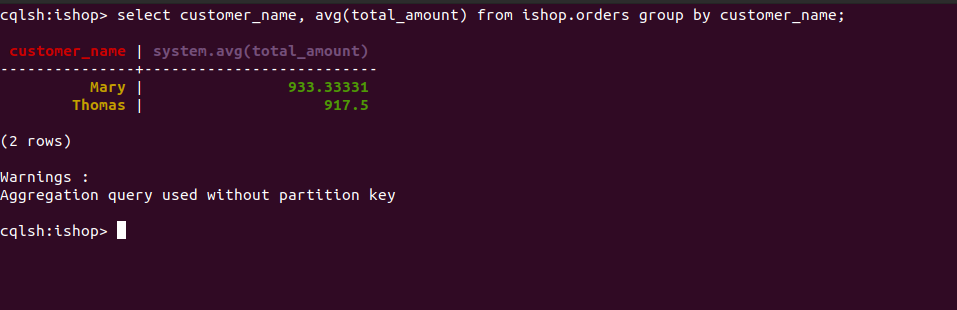 cqlsh:ishop> select customer_name, avg(total_amount) from ishop.orders group by customer_name;
 customer_name | system.avg(total_amount)
---------------+--------------------------
          Mary |                933.33331
        Thomas |                    917.5
(2 rows)
Warnings :
Aggregation query used without partition key
cqlsh:ishop>